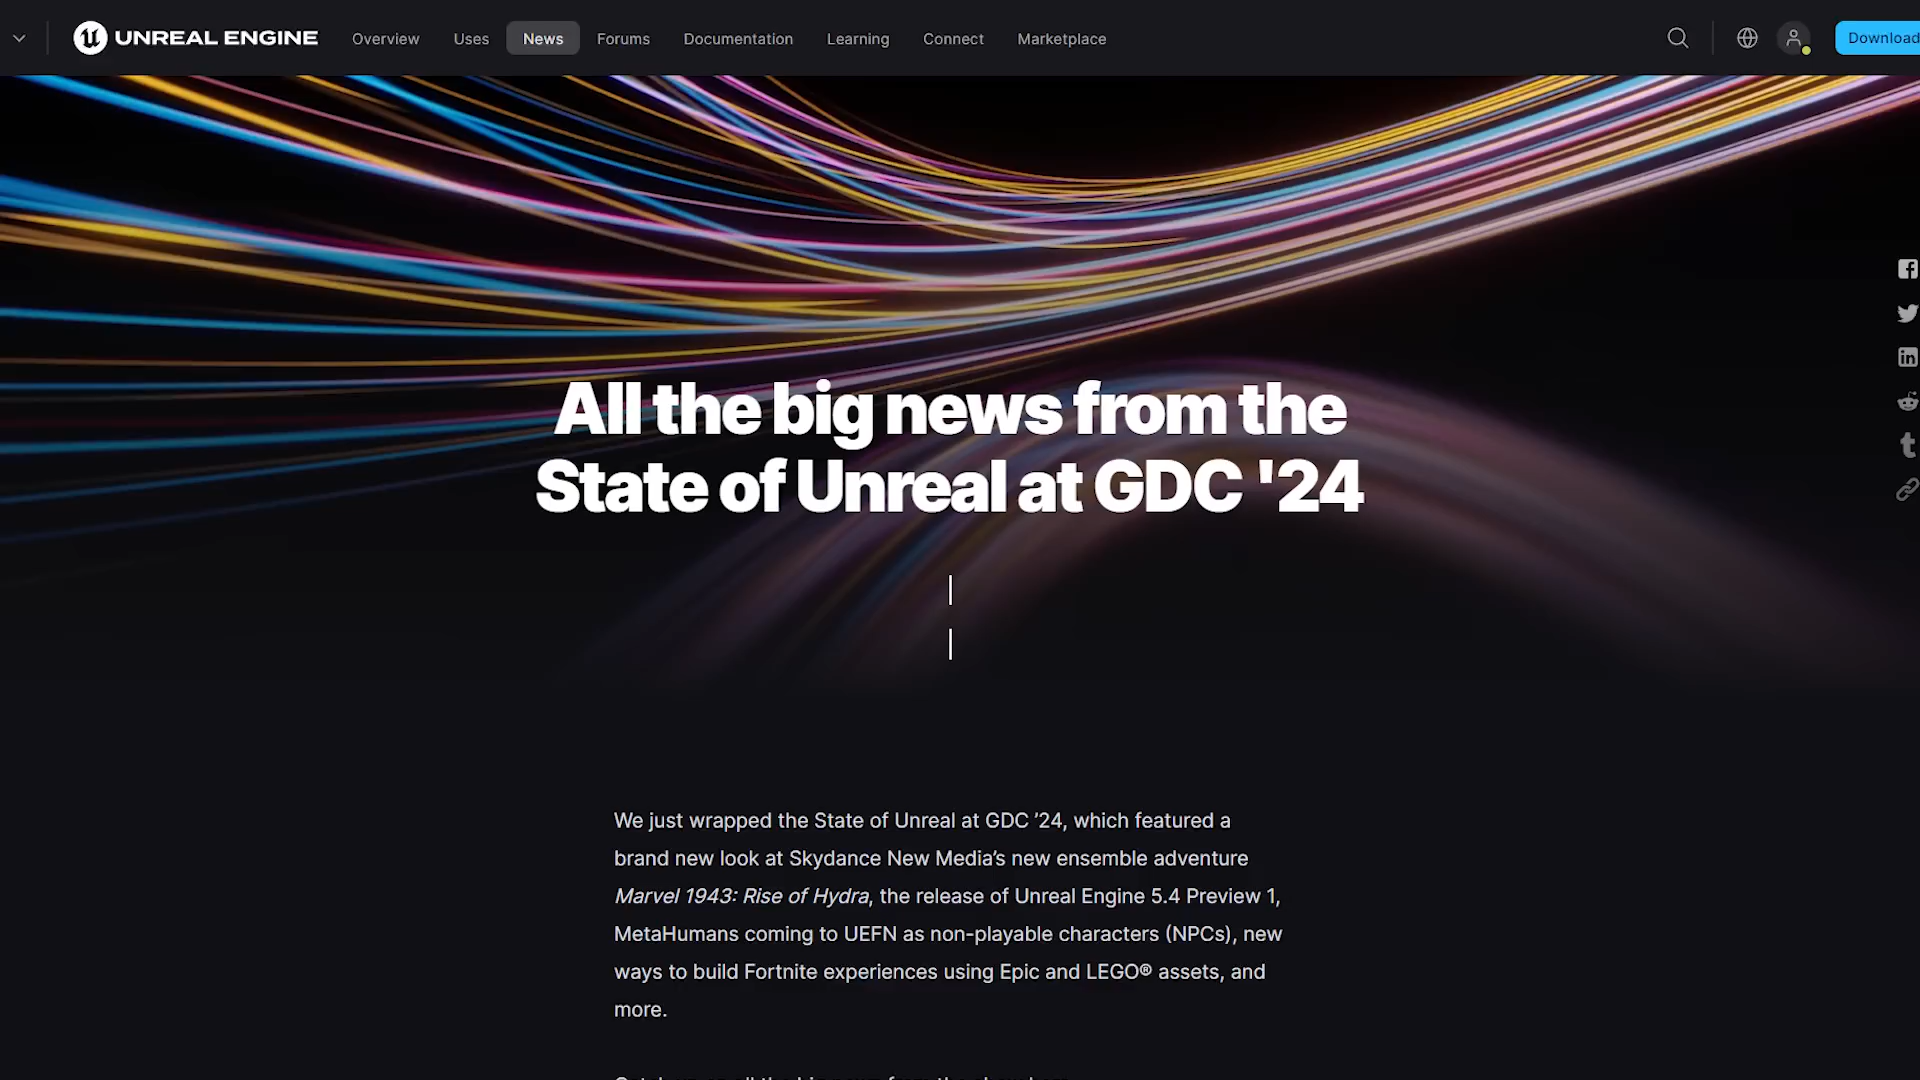 UNREAL ENGINE Overview Uses News Forums Documentation Learning Connect Marketplace Download
All the big news from the
State of Unreal at GDC '24
We just wrapped the State of Unreal at GDC ’24, which featured a
brand new look at Skydance New Media’s new ensemble adventure
Marvel 1943: Rise of Hydra, the release of Unreal Engine 5.4 Preview 1,
MetaHumans coming to UEFN as non-playable characters (NPCs), new
ways to build Fortnite experiences using Epic and LEGO® assets, and
more.